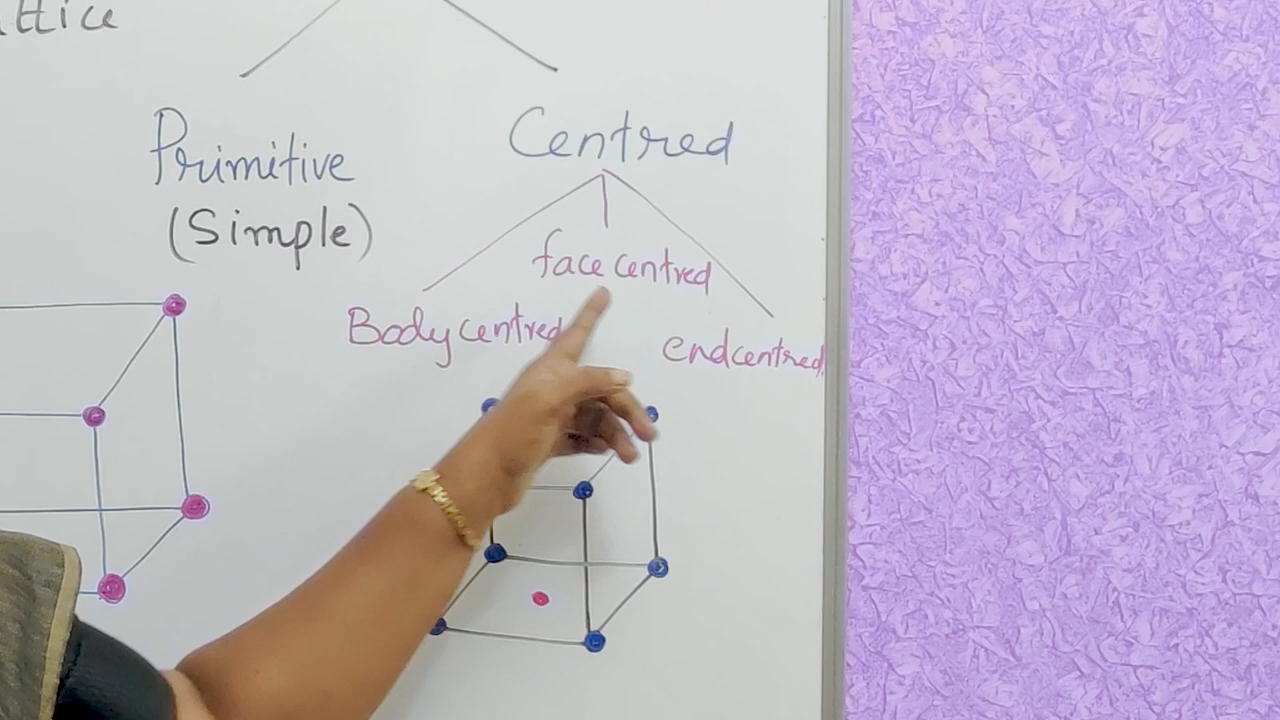 Primitive
(Simple)
Centred
face centred
Body centred
endcentred